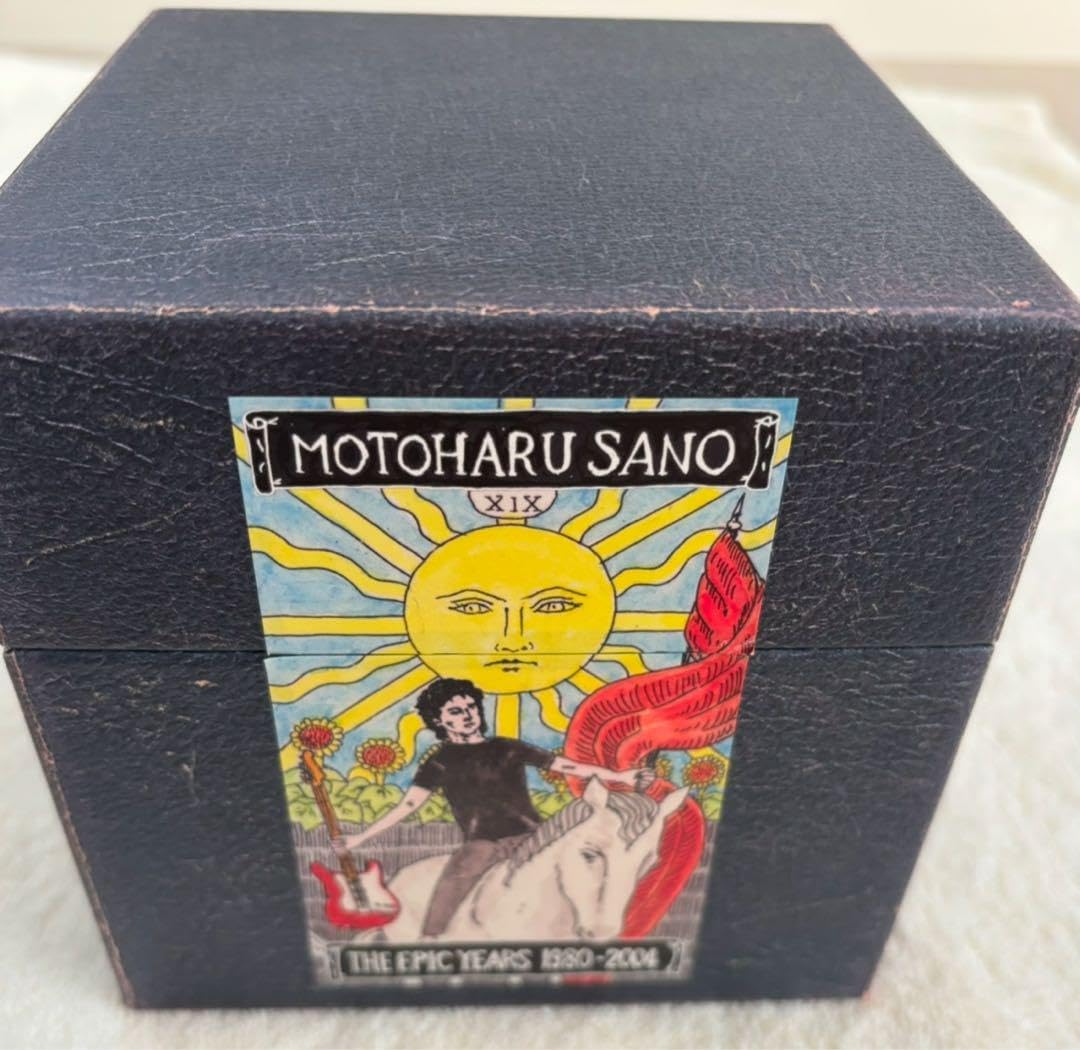 MOTOHARU SANO
XIX
THE EPIC YEARS 1980-2004